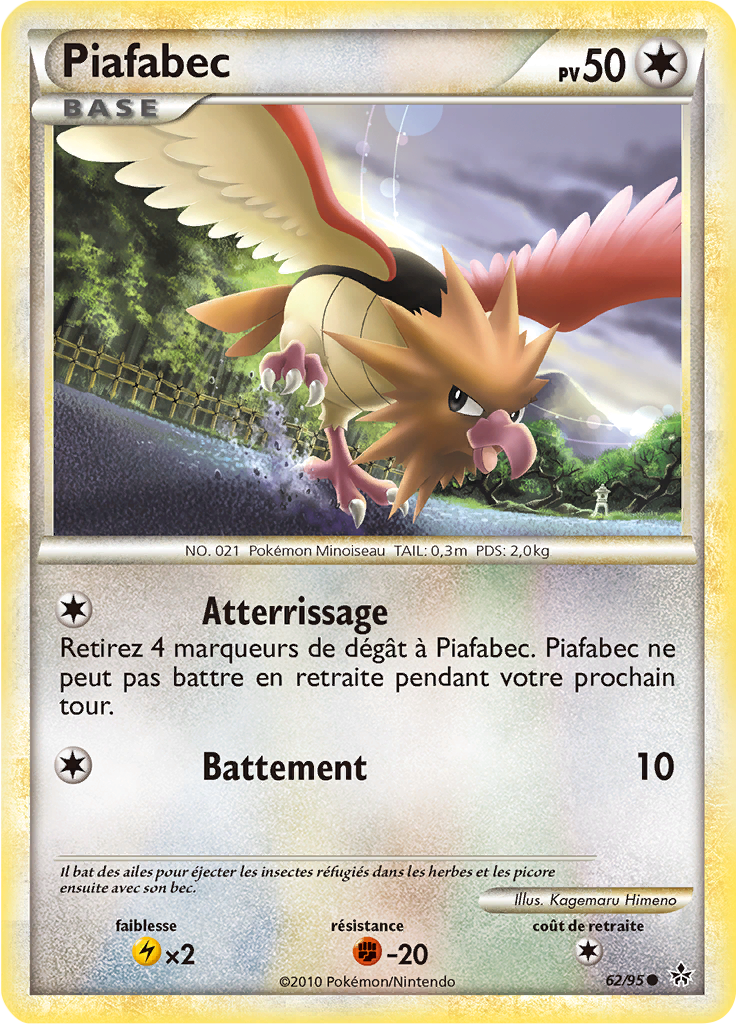 Piafabec
PV 50
BASE
NO. 021 Pokémon Minoiseau TAIL: 0,3m PDS: 2,0kg
Atterrissage
Retirez 4 marqueurs de dégât à Piafabec. Piafabec ne
peut pas battre en retraite pendant votre prochain
tour.
Battement 10
Il bat des ailes pour éjecter les insectes réfugiés dans les herbes et les picore
ensuite avec son bec.
Illus. Kagemaru Himeno
faiblesse résistance coût de retraite
×2 -20
©2010 Pokémon/Nintendo
62/95